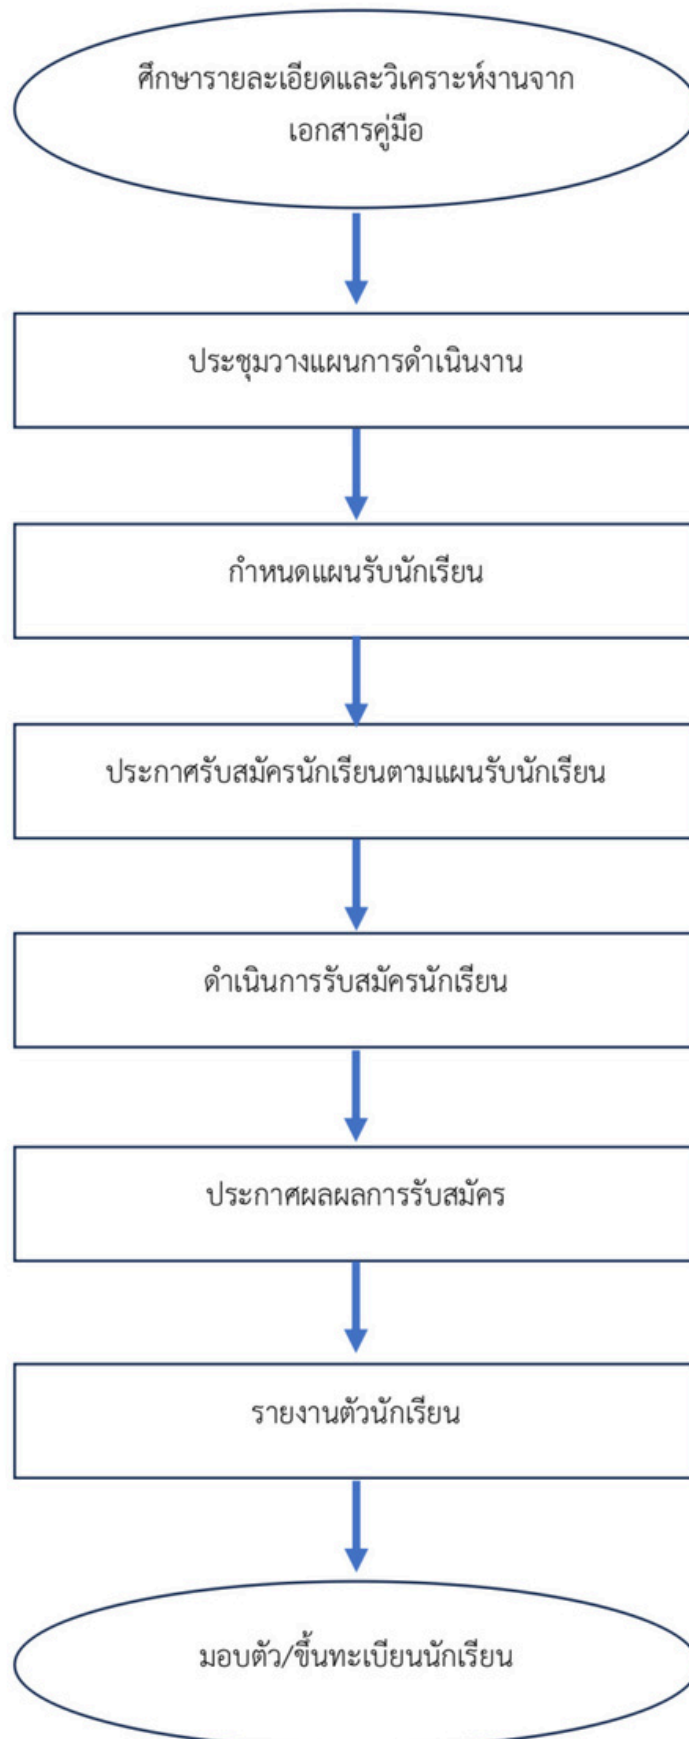 ศึกษารายละเอียดและวิเคราะห์งานจาก
เอกสารคู่มือ
ประชุมวางแผนการดำเนินงาน
กำหนดแผนรับนักเรียน
ประกาศรับสมัครนักเรียนตามแผนรับนักเรียน
ดำเนินการรับสมัครนักเรียน
ประกาศผลผลการรับสมัคร
รายงานตัวนักเรียน
มอบตัว/ขึ้นทะเบียนนักเรียน